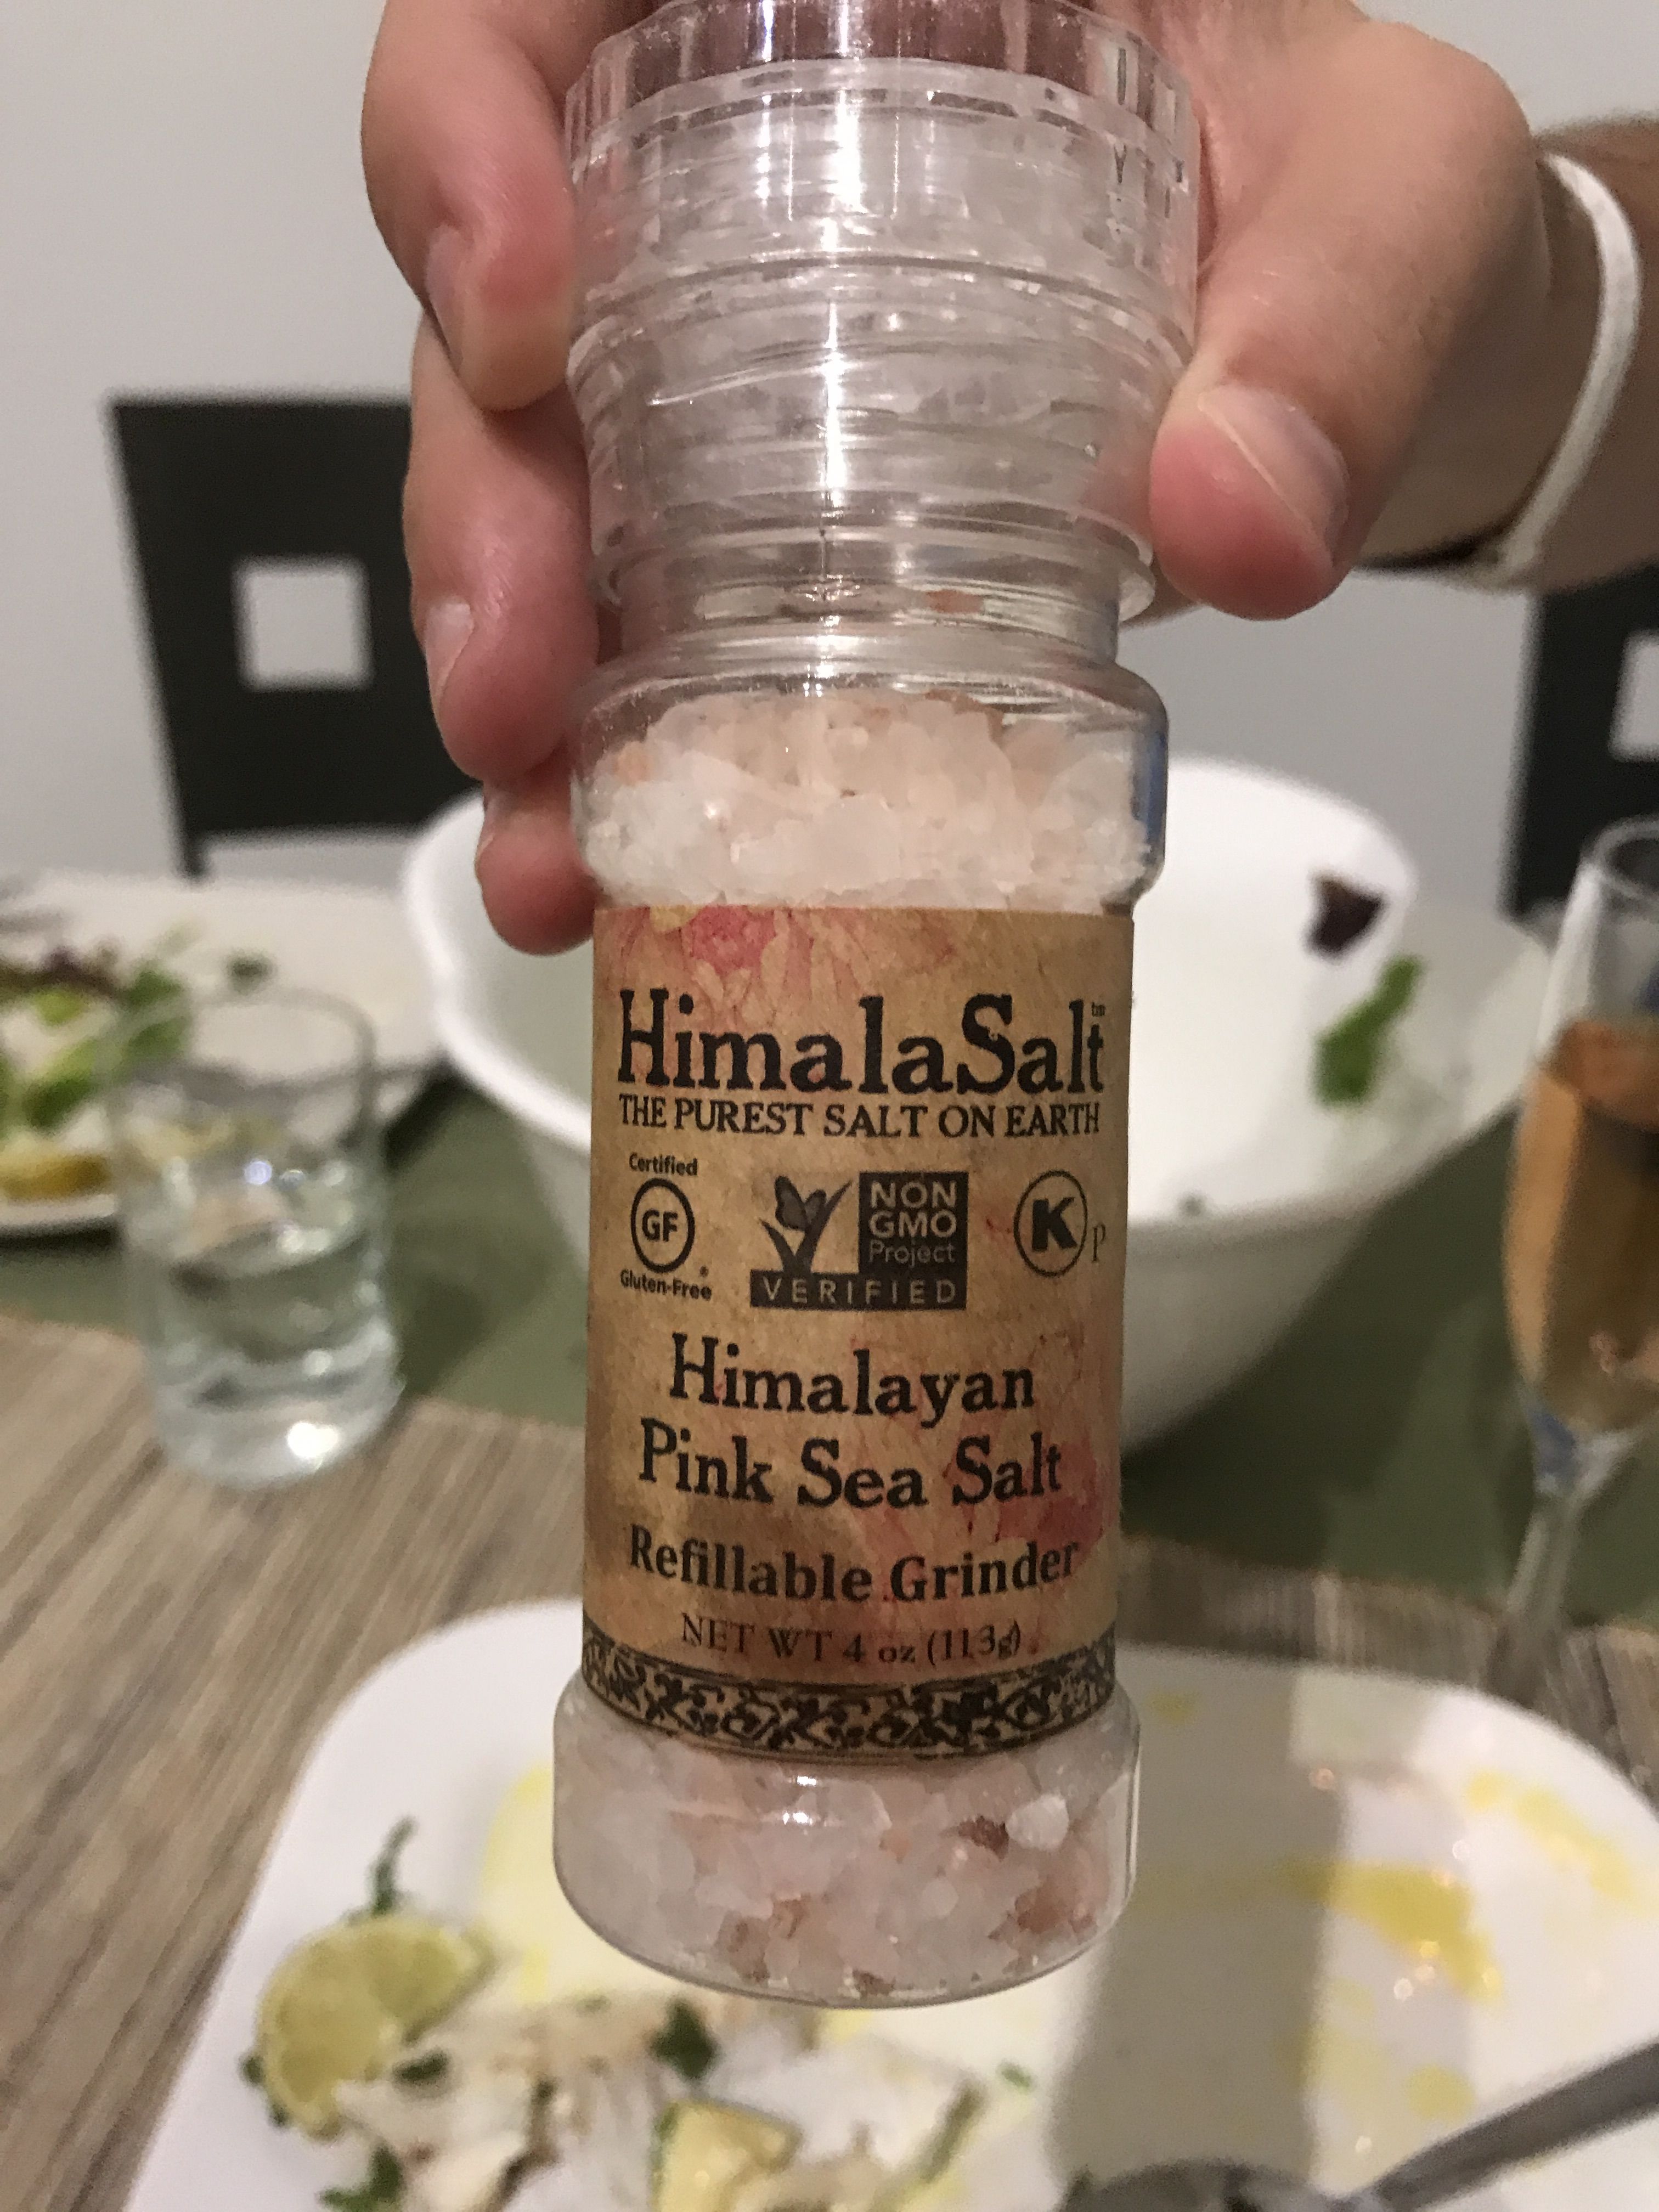 HimalaSalt™
THE PUREST SALT ON EARTH
Certified
GF
Gluten-Free®
NON
GMO
Project
VERIFIED
K P
Himalayan
Pink Sea Salt
Refillable Grinder
NET WT 4 oz (113g)